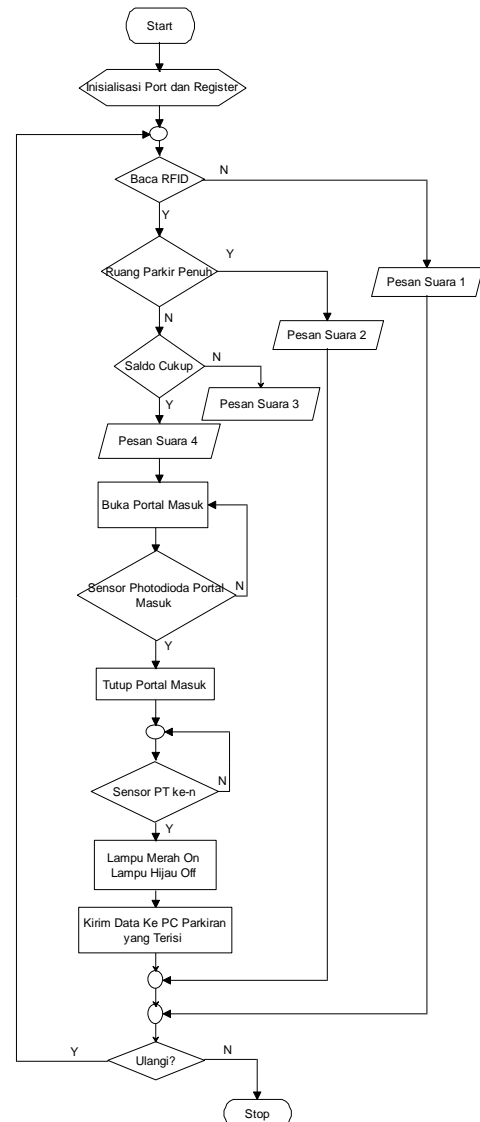 Start
Inisialisasi Port dan Register
Baca RFID
N
Y
Ruang Parkir Penuh
Y
N
Pesan Suara 1
Pesan Suara 2
Saldo Cukup
N
Y
Pesan Suara 3
Pesan Suara 4
Buka Portal Masuk
Sensor Photodioda Portal
Masuk
N
Y
Tutup Portal Masuk
Sensor PT ke-n
N
Y
Lampu Merah On
Lampu Hijau Off
Kirim Data Ke PC Parkiran
yang Terisi
Ulangi?
Y
N
Stop